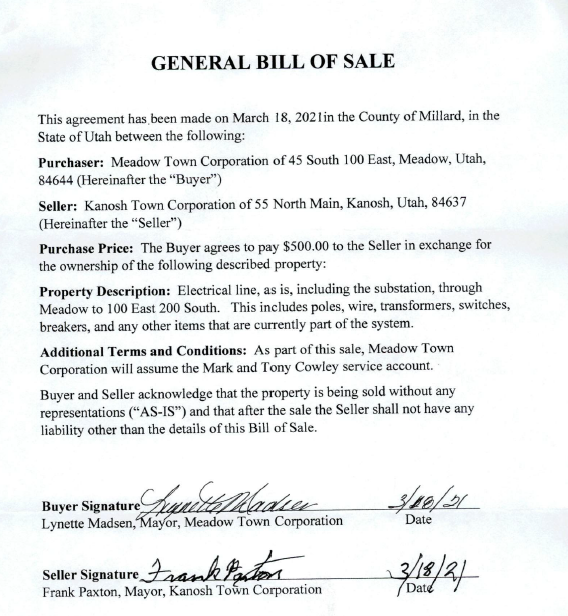 GENERAL BILL OF SALE
This agreement has been made on March 18, 2021in the County of Millard, in the
State of Utah between the following:
Purchaser: Meadow Town Corporation of 45 South 100 East, Meadow, Utah,
84644 (Hereinafter the “Buyer”)
Seller: Kanosh Town Corporation of 55 North Main, Kanosh, Utah, 84637
(Hereinafter the “Seller”)
Purchase Price: The Buyer agrees to pay $500.00 to the Seller in exchange for
the ownership of the following described property:
Property Description: Electrical line, as is, including the substation, through
Meadow to 100 East 200 South. This includes poles, wire, transformers, switches,
breakers, and any other items that are currently part of the system.
Additional Terms and Conditions: As part of this sale, Meadow Town
Corporation will assume the Mark and Tony Cowley service account.
Buyer and Seller acknowledge that the property is being sold without any
representations (“AS-IS”) and that after the sale the Seller shall not have any
liability other than the details of this Bill of Sale.
Buyer Signature Lynette Madsen 3/18/21
Lynette Madsen, Mayor, Meadow Town Corporation Date
Seller Signature Frank Paxton 3/18/21
Frank Paxton, Mayor, Kanosh Town Corporation Date